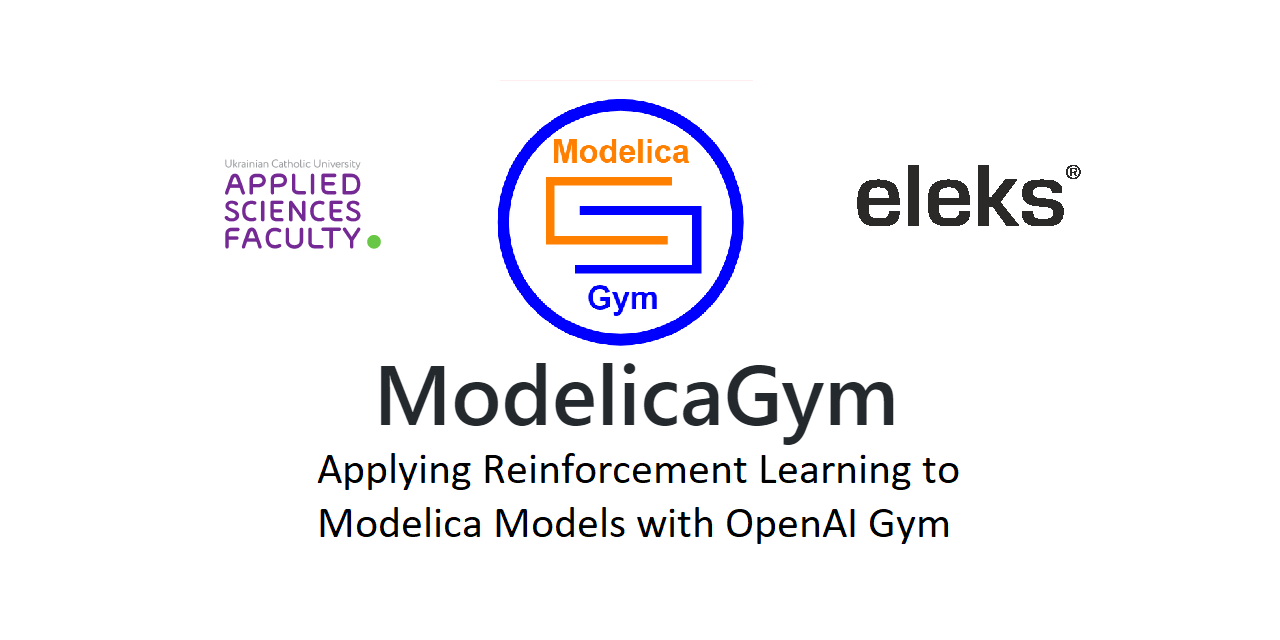 Ukrainian Catholic University
APPLIED
SCIENCES
FACULTY
Modelica
Gym
eleks®
ModelicaGym
Applying Reinforcement Learning to
Modelica Models with OpenAI Gym